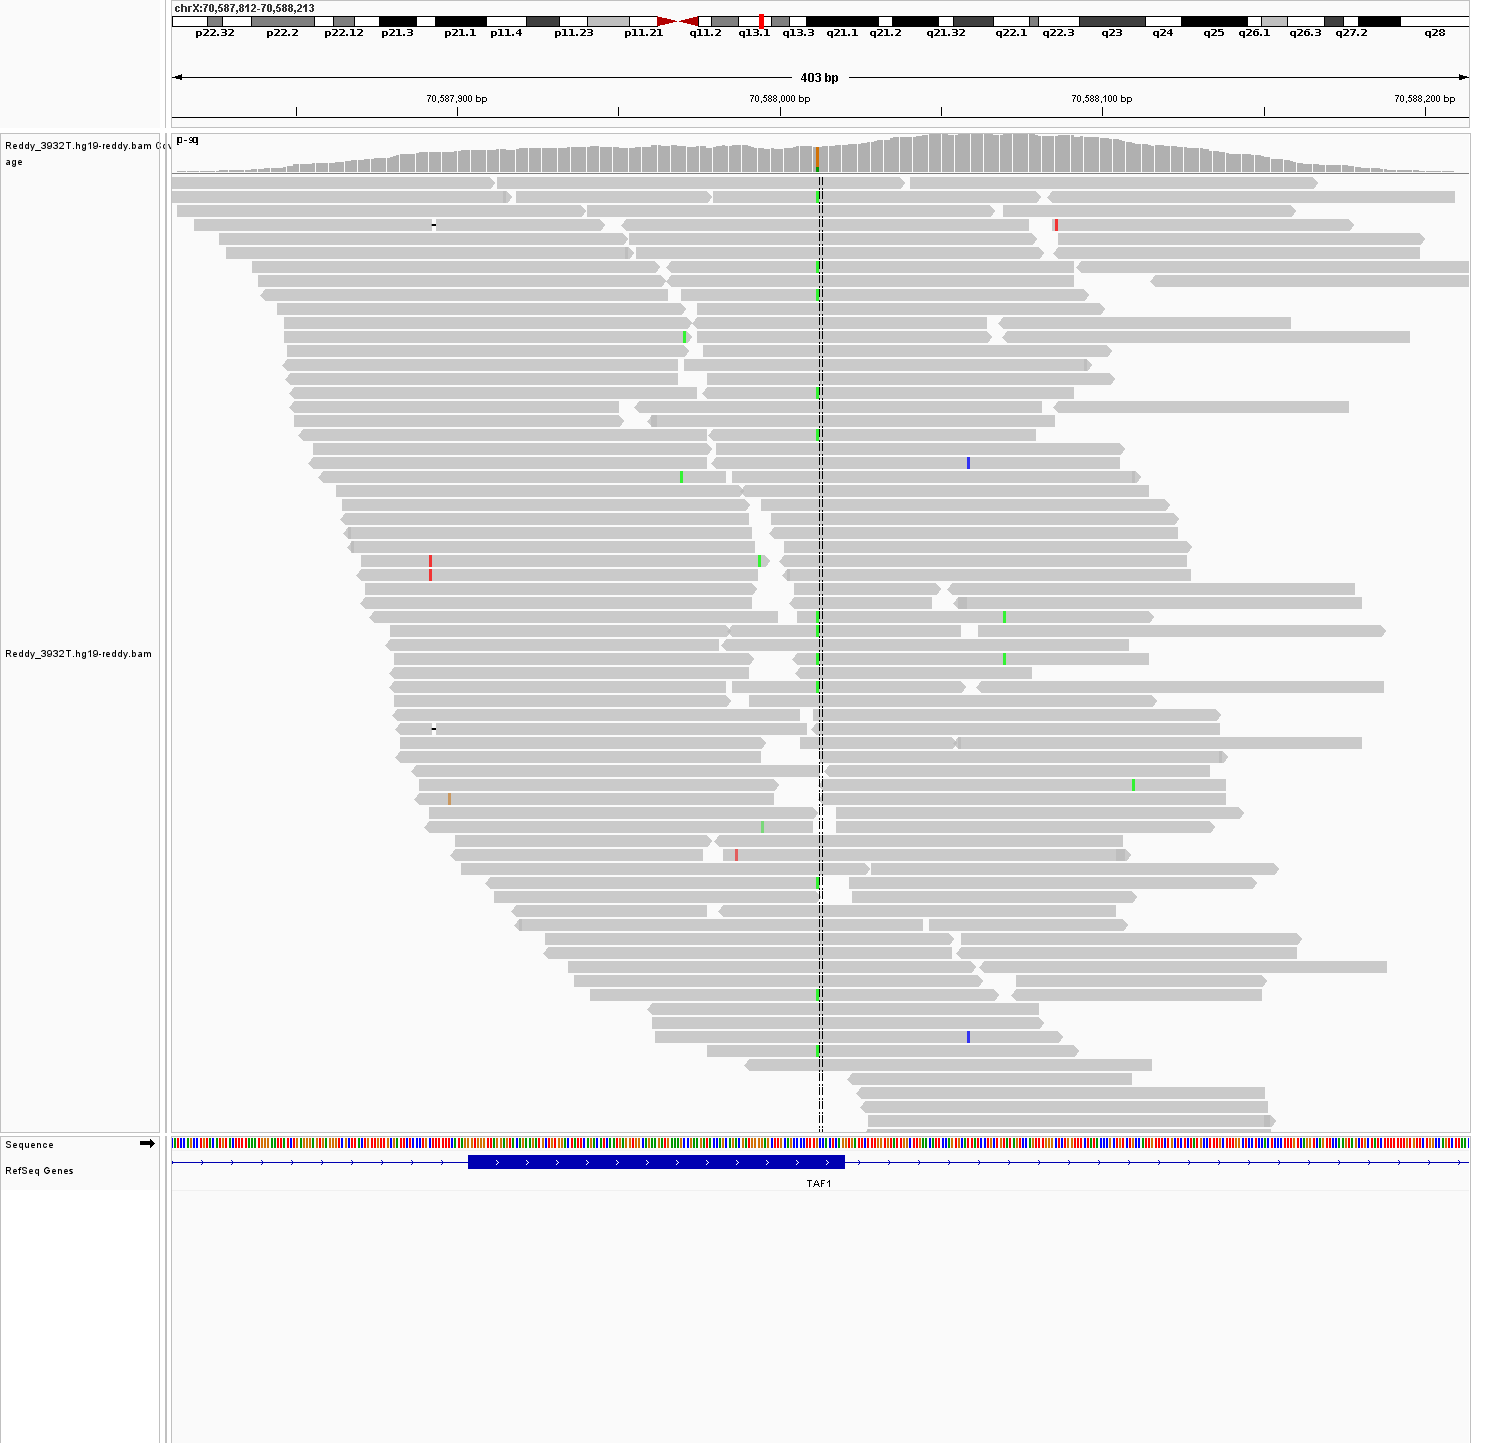 chrX:70,587,812-70,588,213
p22.32 p22.2 p22.12 p21.3 p21.1 p11.4 p11.23 p11.21 q11.2 q13.1 q13.3 q21.1 q21.2 q21.32 q22.1 q22.3 q23 q24 q25 q26.1 q26.3 q27.2 q28
403 bp
70,587,900 bp 70,588,000 bp 70,588,100 bp 70,588,200 bp
Reddy_3932T.hg19-reddy.bam Cov
age
Reddy_3932T.hg19-reddy.bam
Sequence
RefSeq Genes
TAF1